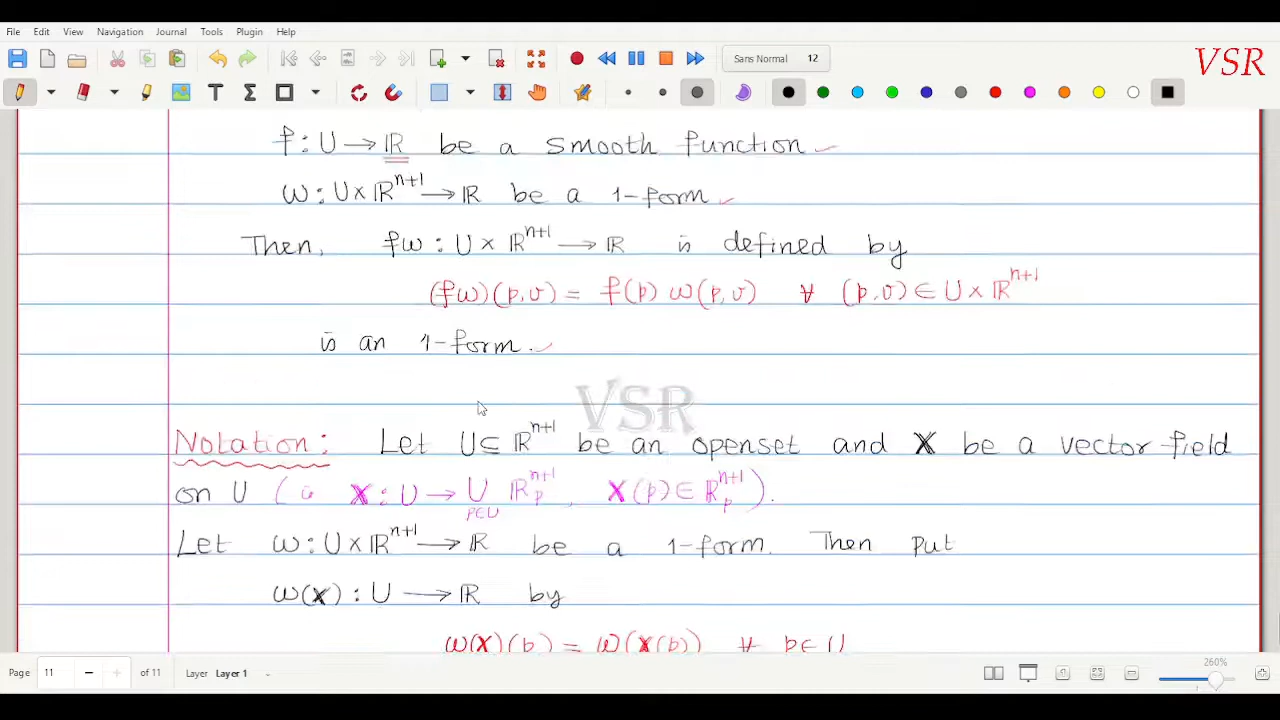 File Edit View Navigation Journal Tools Plugin Help
Sans Normal 12
VSR
f : U → ℝ be a smooth function
ω : U × ℝⁿ⁺¹ → ℝ be a 1-form
Then, fω : U × ℝⁿ⁺¹ → ℝ is defined by
(fω)(p,v) = f(p) ω(p,v) ∀ (p,v) ∈ U × ℝⁿ⁺¹
is an 1-form.
VSR
Notation: Let U ⊆ ℝⁿ⁺¹ be an openset and X be a vector field
on U (is X : U → ∪_{p∈U} ℝ_p^{n+1}, X(p) ∈ ℝ_p^{n+1}).
Let ω : U × ℝⁿ⁺¹ → ℝ be a 1-form. Then put
ω(X) : U → ℝ by
ω(X)(p) = ω(X(p)) ∀ p ∈ U
Page 11 of 11 Layer Layer 1 260%